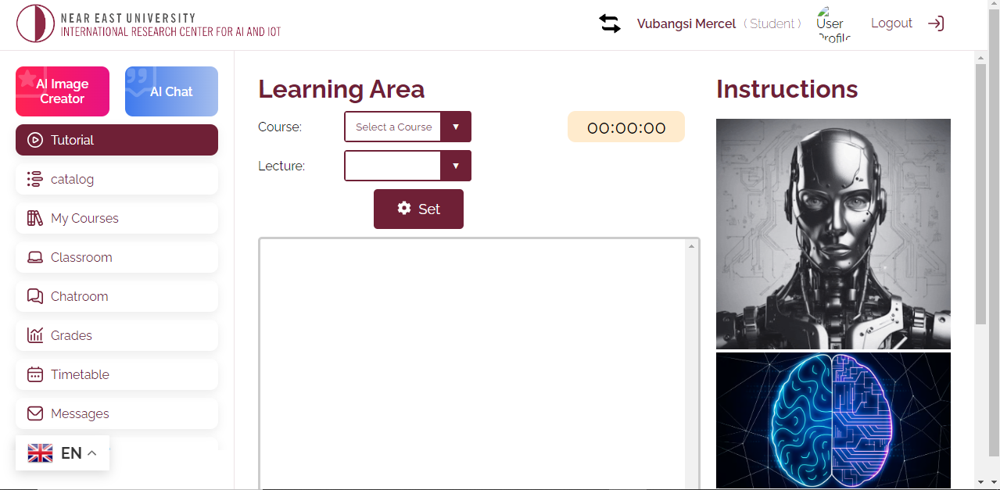 NEAR EAST UNIVERSITY
INTERNATIONAL RESEARCH CENTER FOR AI AND IOT
Vubangsi Mercel ( Student )
User
Profile
Logout
AI Image
Creator
AI Chat
Tutorial
catalog
My Courses
Classroom
Chatroom
Grades
Timetable
Messages
EN
Learning Area
Course:
Select a Course
00:00:00
Lecture:
Set
Instructions